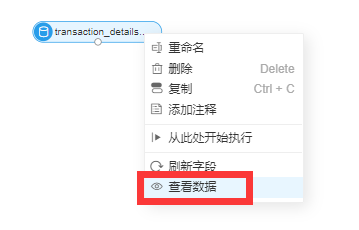 transaction_details...
重命名
删除 Delete
复制 Ctrl + C
添加注释
从此处开始执行
刷新字段
查看数据